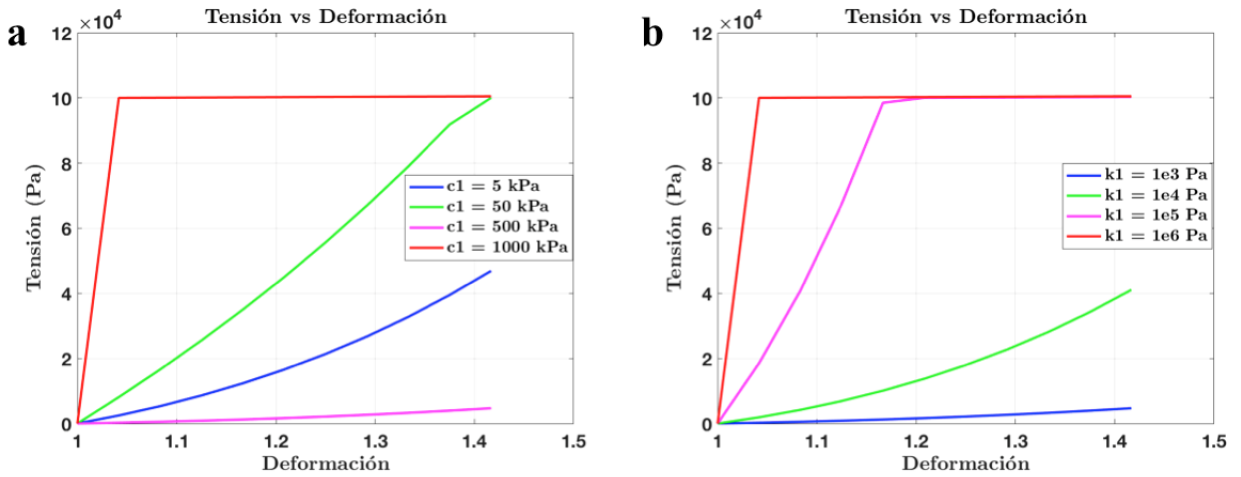 a
Tensión vs Deformación
×10⁴
12
10
8
6
4
2
0
Tensión (Pa)
c1 = 5 kPa
c1 = 50 kPa
c1 = 500 kPa
c1 = 1000 kPa
1 1.1 1.2 1.3 1.4 1.5
Deformación
b
Tensión vs Deformación
×10⁴
12
10
8
6
4
2
0
Tensión (Pa)
k1 = 1e3 Pa
k1 = 1e4 Pa
k1 = 1e5 Pa
k1 = 1e6 Pa
1 1.1 1.2 1.3 1.4 1.5
Deformación